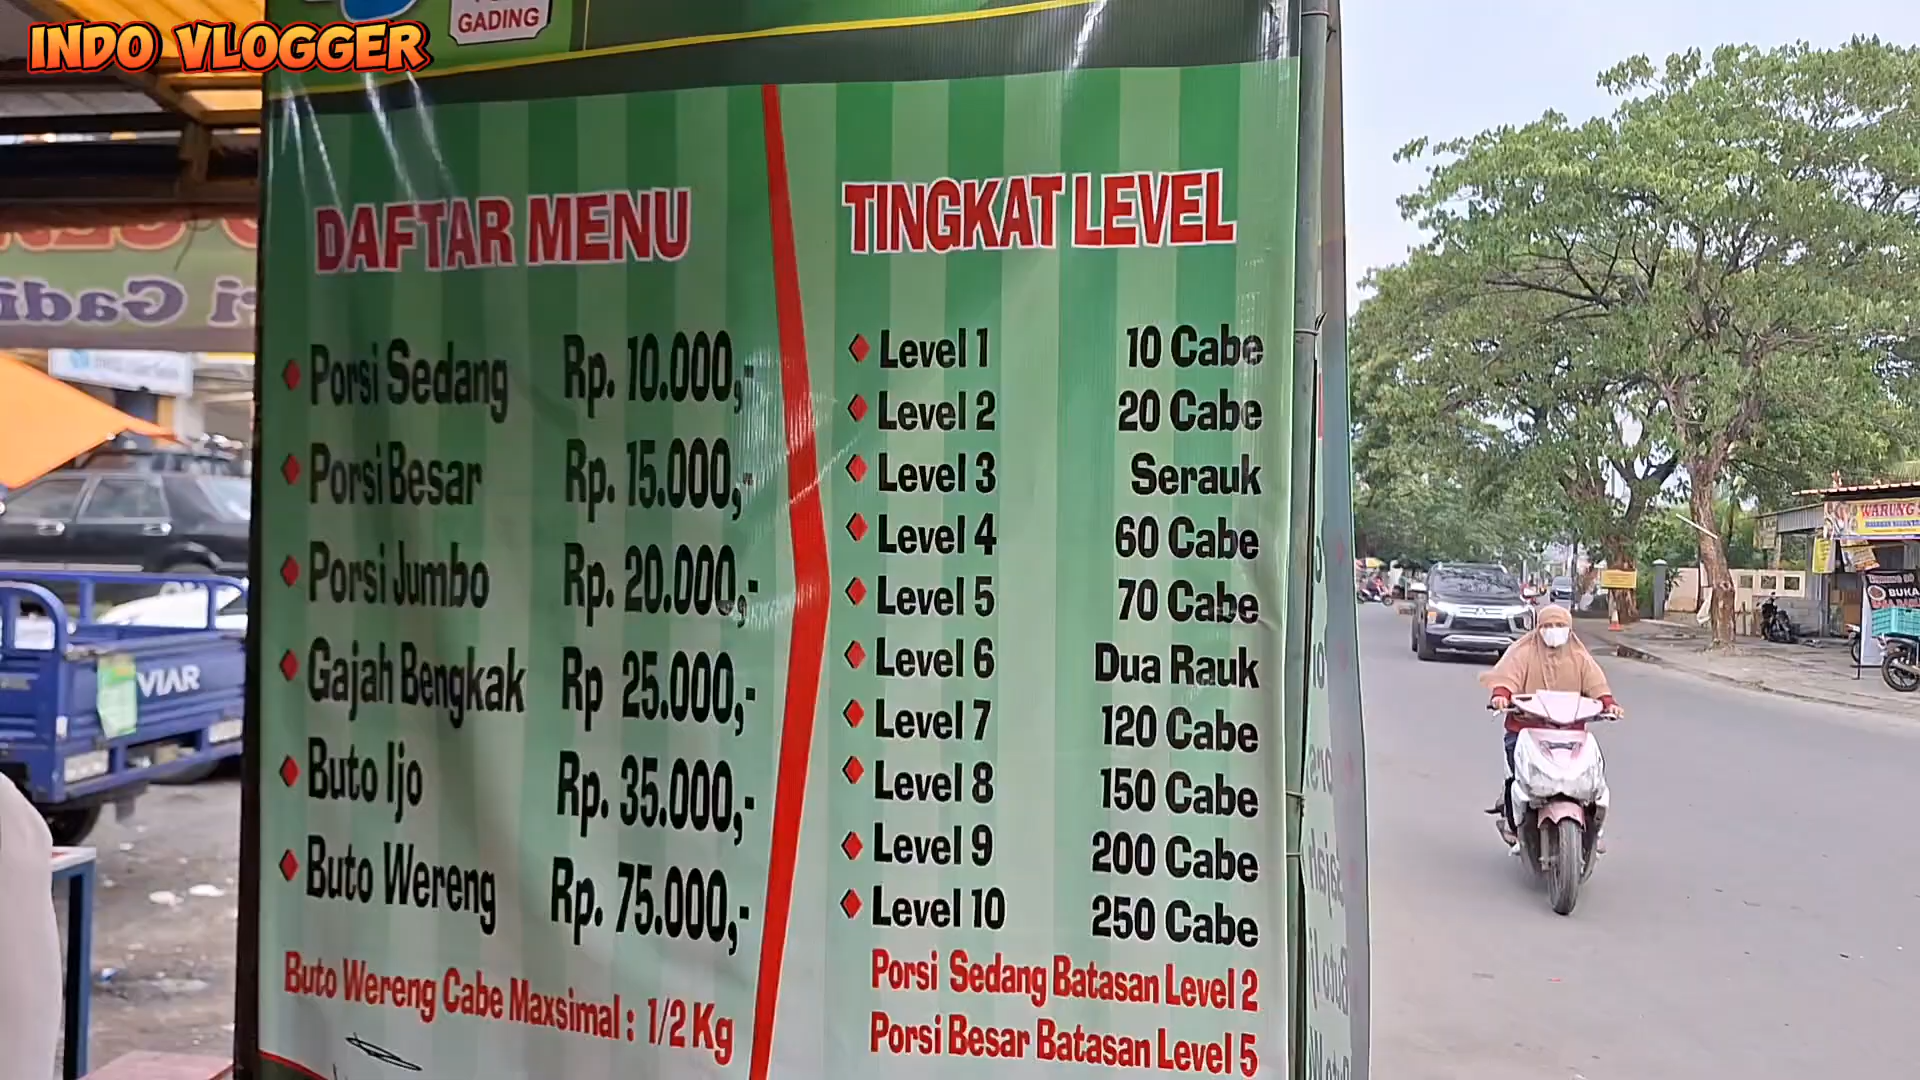 INDO VLOGGER
GADING
DAFTAR MENU
Porsi Sedang Rp. 10.000,-
Porsi Besar Rp. 15.000,-
Porsi Jumbo Rp. 20.000,-
Gajah Bengkak Rp 25.000,-
Buto Ijo Rp. 35.000,-
Buto Wereng Rp. 75.000,-
Buto Wereng Cabe Maxsimal : 1/2 Kg
TINGKAT LEVEL
Level 1 10 Cabe
Level 2 20 Cabe
Level 3 Serauk
Level 4 60 Cabe
Level 5 70 Cabe
Level 6 Dua Rauk
Level 7 120 Cabe
Level 8 150 Cabe
Level 9 200 Cabe
Level 10 250 Cabe
Porsi Sedang Batasan Level 2
Porsi Besar Batasan Level 5
VIAR
WARUNG
BUKA